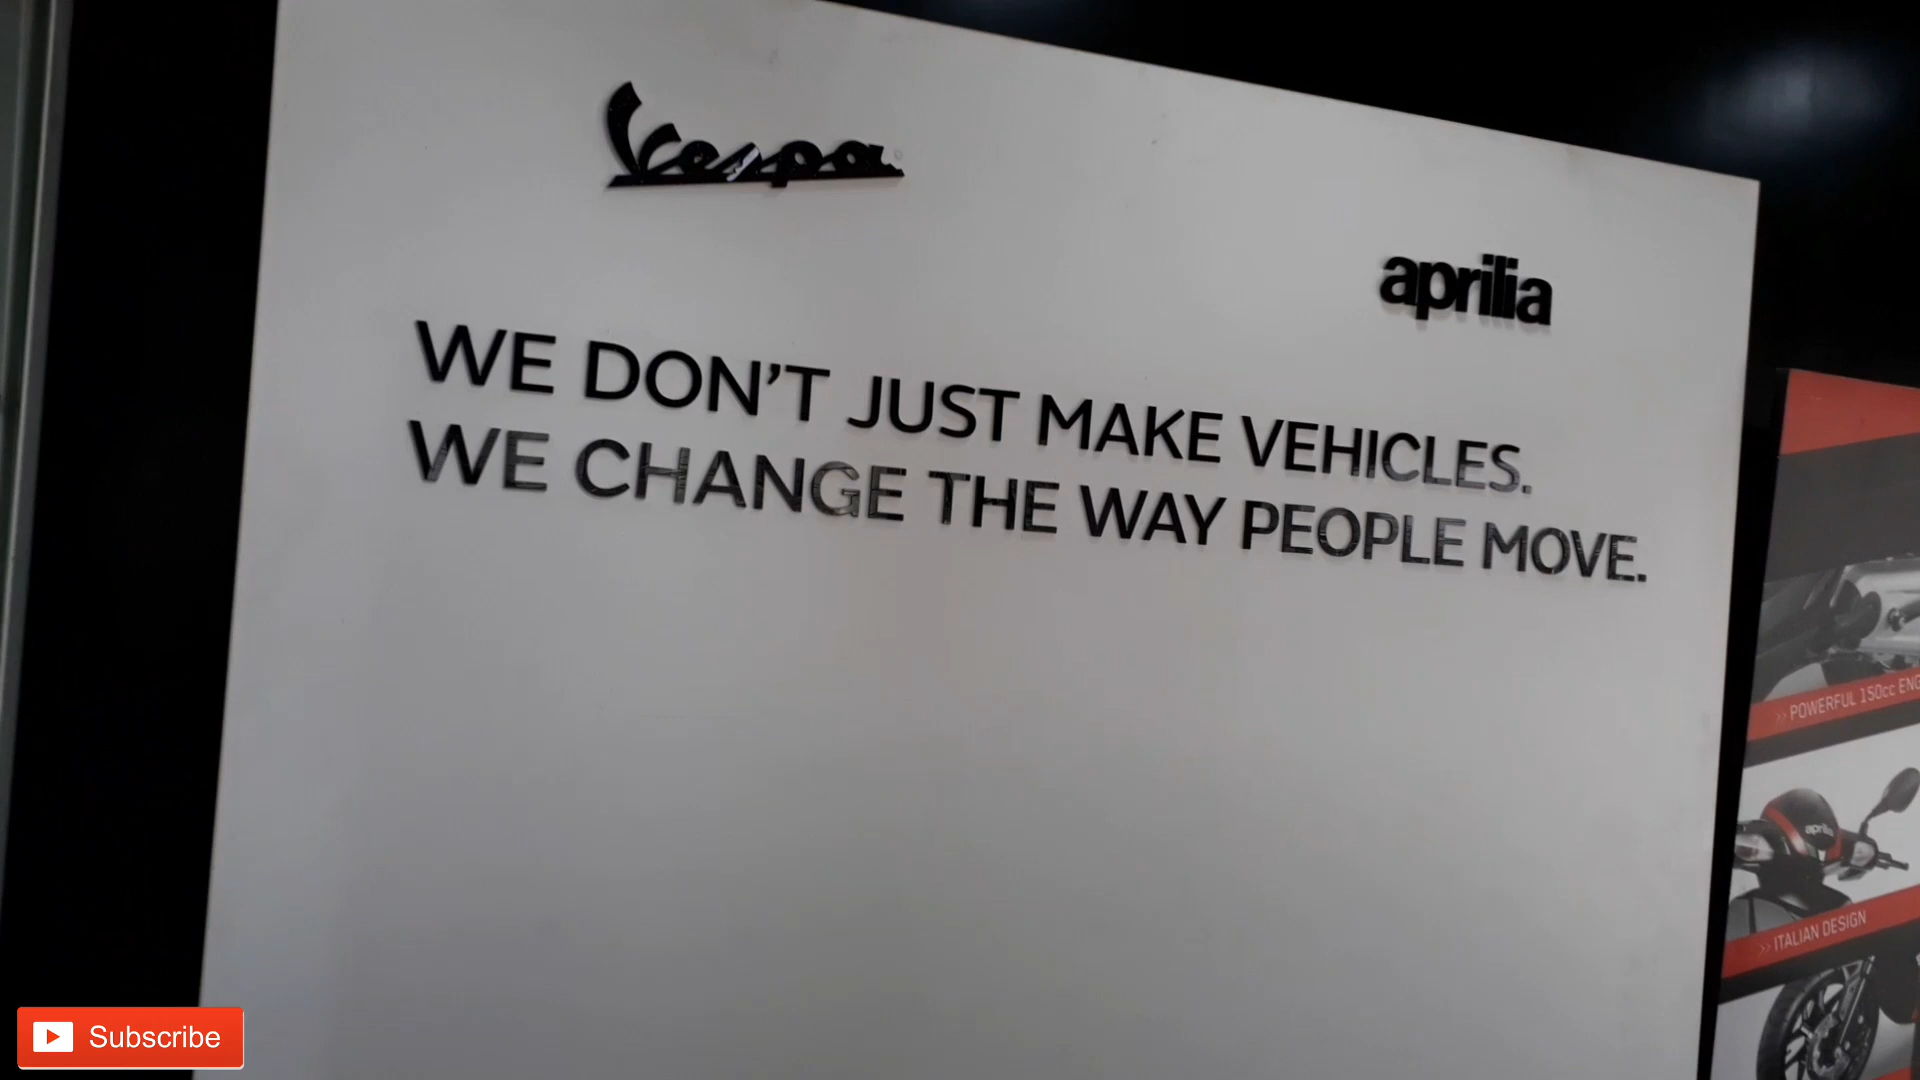 Vespa
aprilia
WE DON'T JUST MAKE VEHICLES.
WE CHANGE THE WAY PEOPLE MOVE.
>> POWERFUL 150cc
aprilia
>> ITALIAN DESIGN
Subscribe